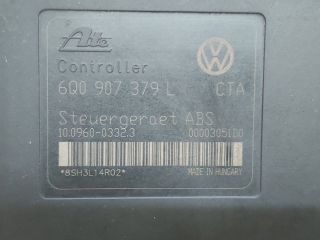 Ate
Controller
6Q0 907 379 L CTA
Steuergeraet ABS
10.0960-0332.3 00003051D0
*8SH3L14R02* MADE IN HUNGARY